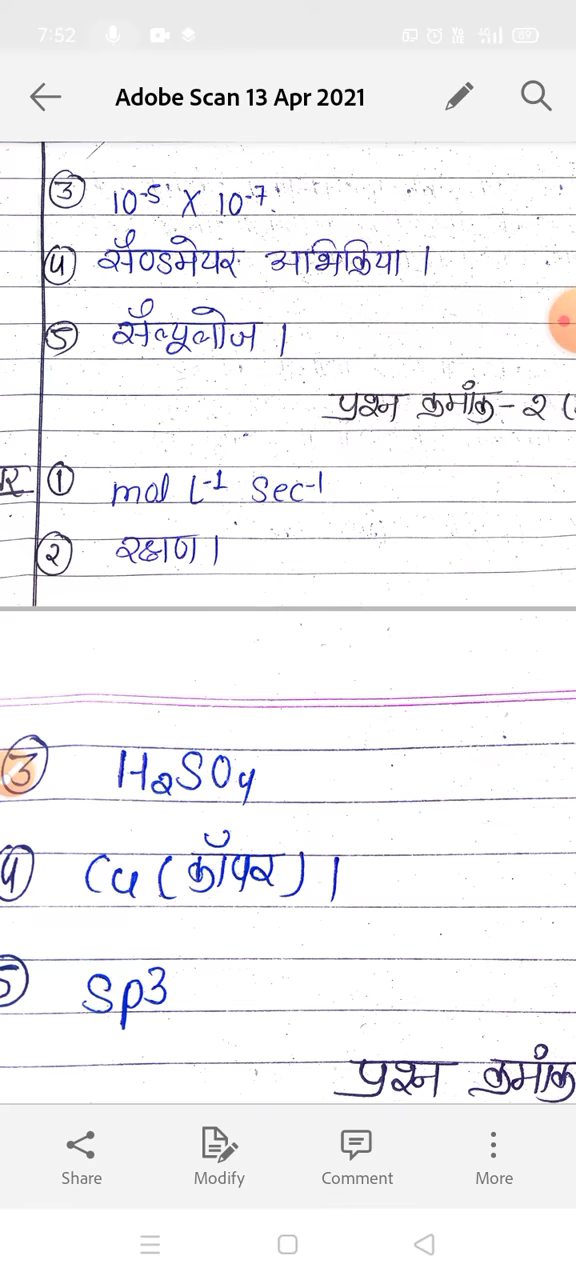 7:52
Adobe Scan 13 Apr 2021
③ 10-5 X 10-7.
④ सैण्डमेयर अभिक्रिया।
⑤ सैल्यूलोज।
प्रश्न क्रमांक - २ (
① mol L-1 Sec-1
② रक्षण।
③ H2SO4
④ Cu (कॉपर)।
⑤ Sp3
प्रश्न क्रमांक
Share Modify Comment More